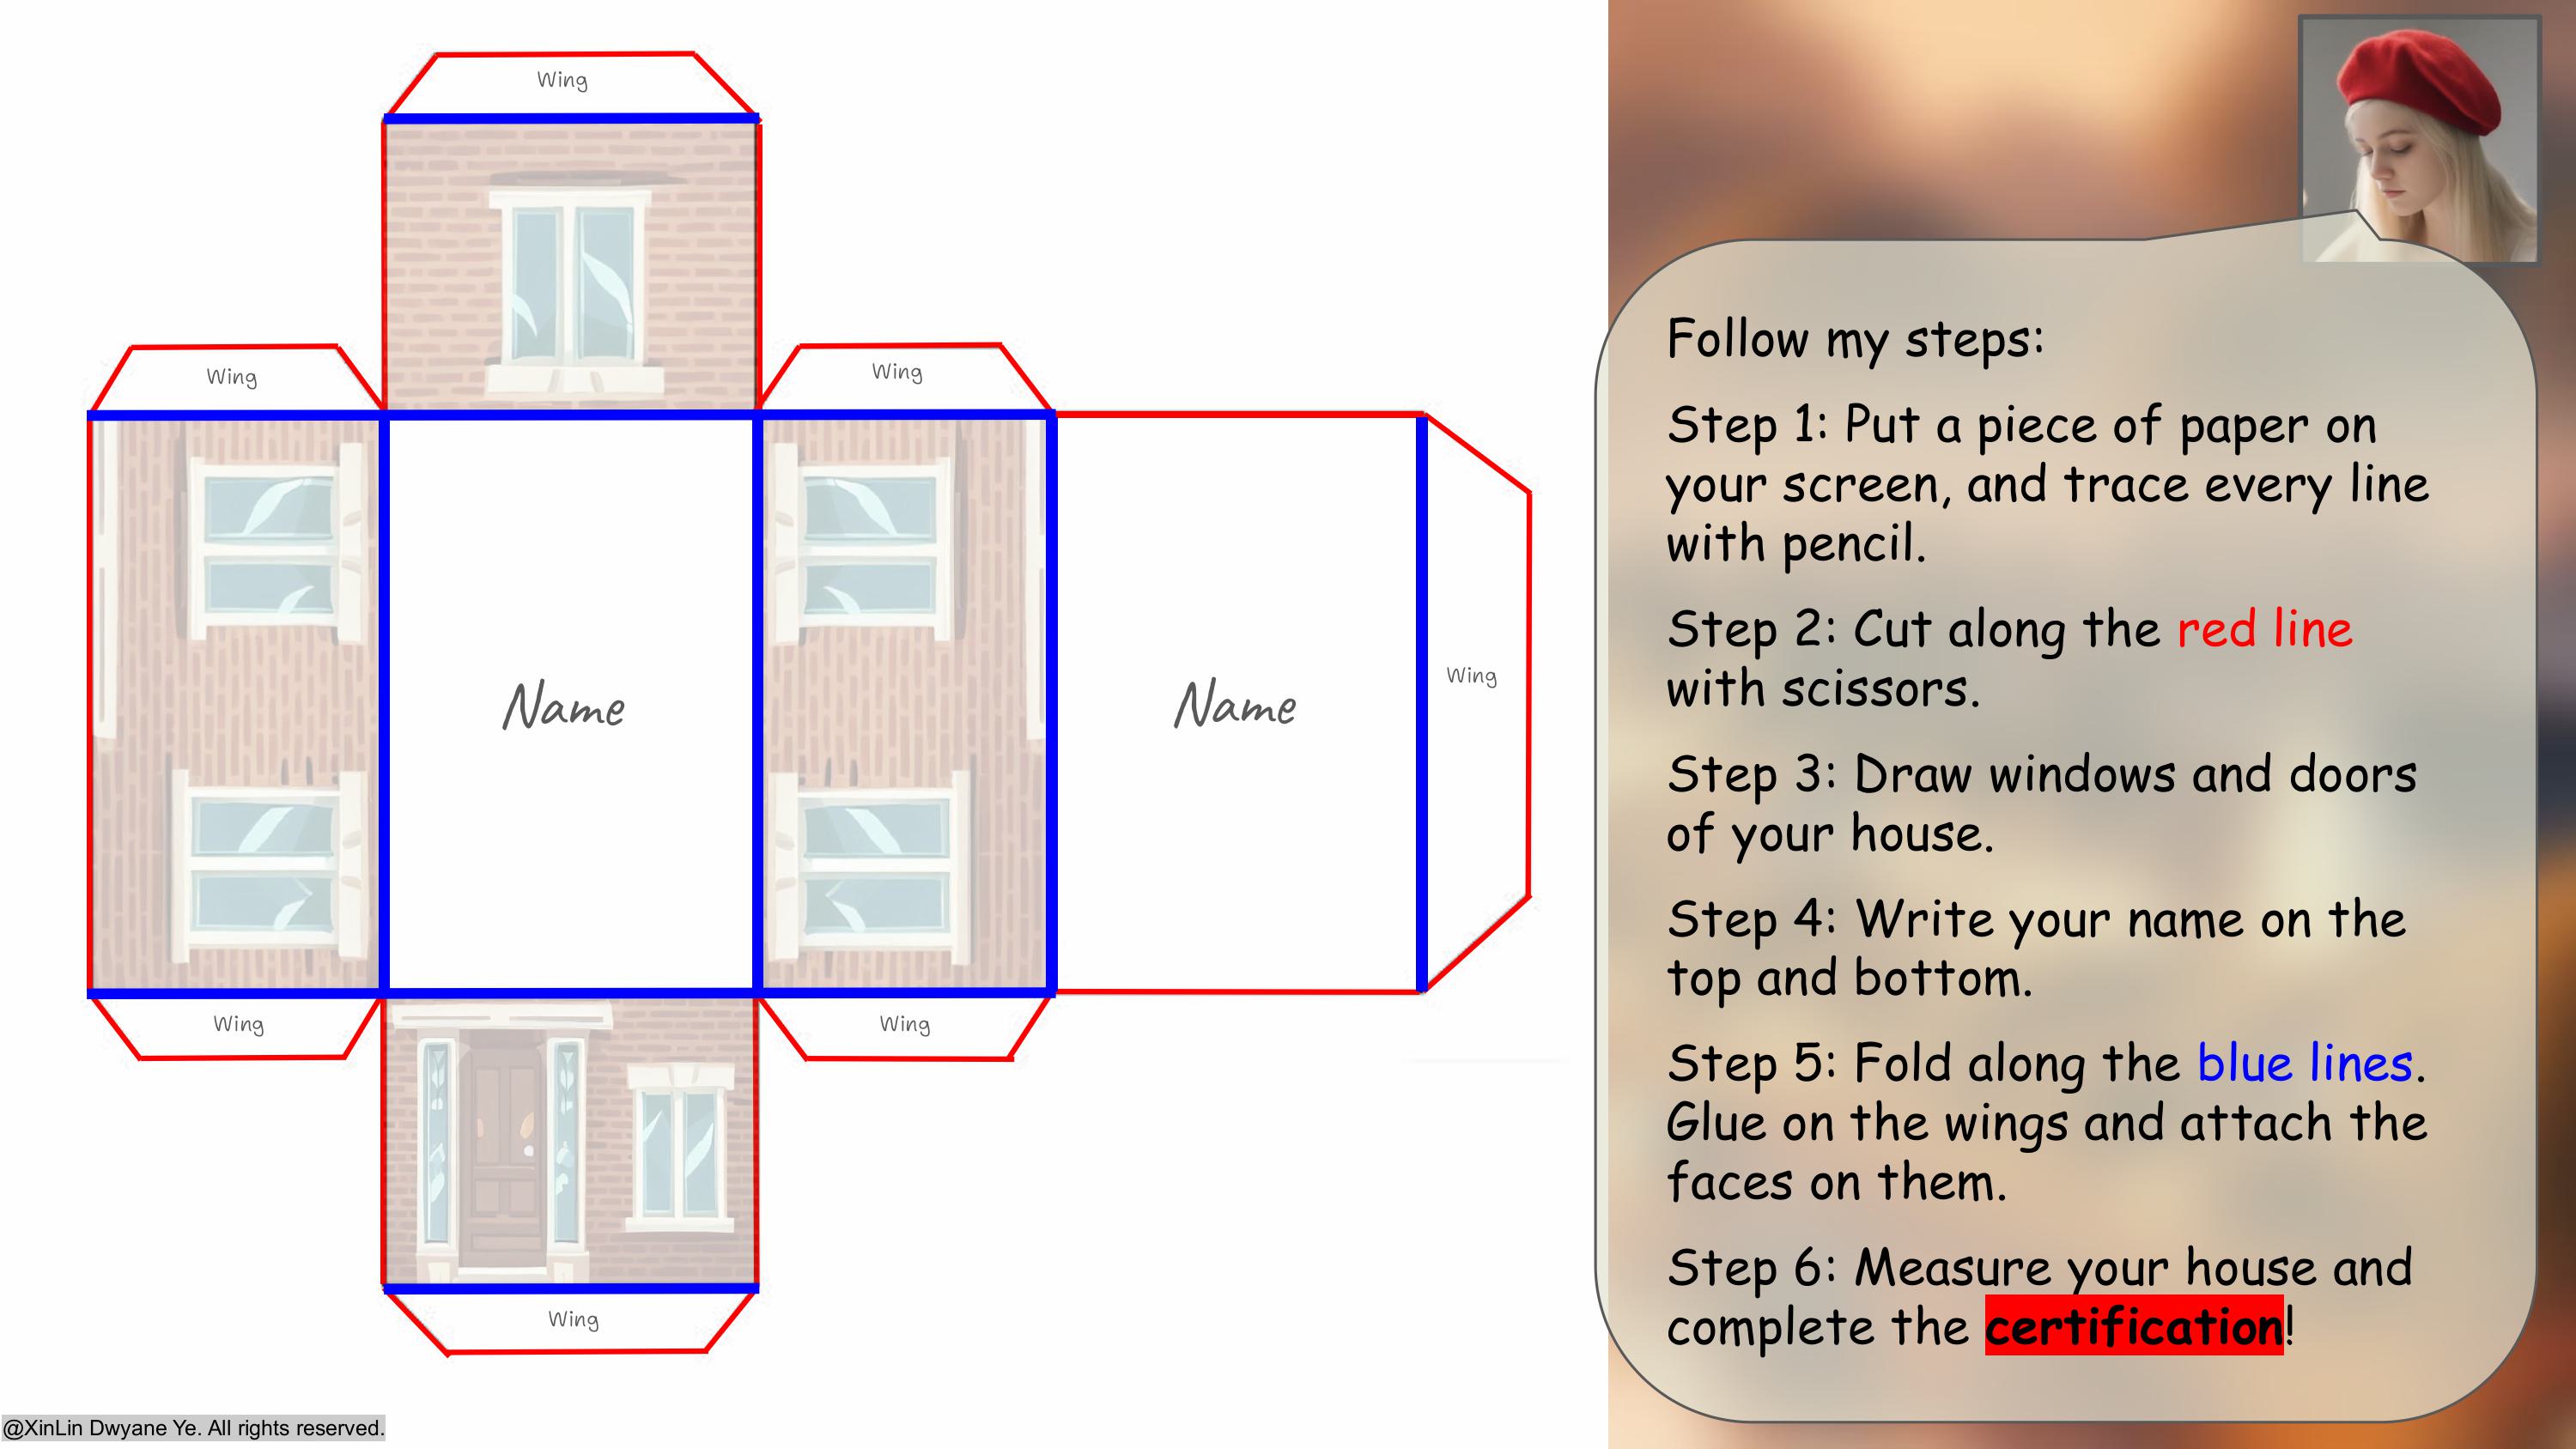 Wing
Wing
Wing
Name
Name
Wing
Wing
Wing
Wing
@XinLin Dwyane Ye. All rights reserved.
Follow my steps:
Step 1: Put a piece of paper on
your screen, and trace every line
with pencil.
Step 2: Cut along the red line
with scissors.
Step 3: Draw windows and doors
of your house.
Step 4: Write your name on the
top and bottom.
Step 5: Fold along the blue lines.
Glue on the wings and attach the
faces on them.
Step 6: Measure your house and
complete the certification!